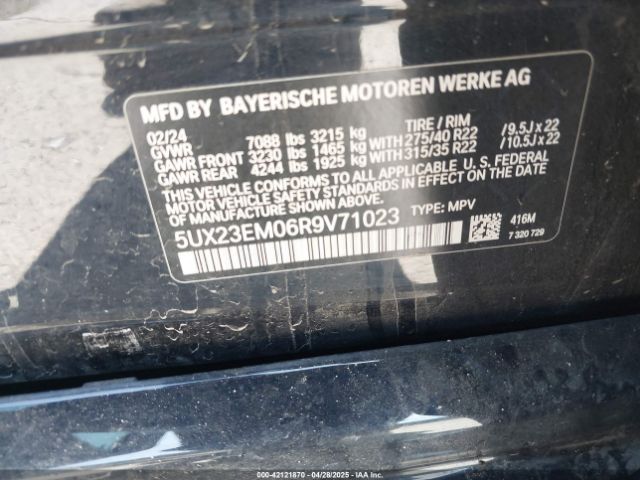 MFD BY BAYERISCHE MOTOREN WERKE AG
02/24 TIRE / RIM
GVWR 7088 lbs 3215 kg
GAWR FRONT 3230 lbs 1465 kg WITH 275/40 R22 /9.5J x 22
GAWR REAR 4244 lbs 1925 kg WITH 315/35 R22 /10.5J x 22
THIS VEHICLE CONFORMS TO ALL APPLICABLE U. S. FEDERAL
MOTOR VEHICLE SAFETY STANDARDS IN EFFECT ON THE DATE
OF MANUFACTURE SHOWN ABOVE.
5UX23EM06R9V71023 TYPE: MPV
416M
7 320 729
000-42121870 04/28/2025 IAAI.CA